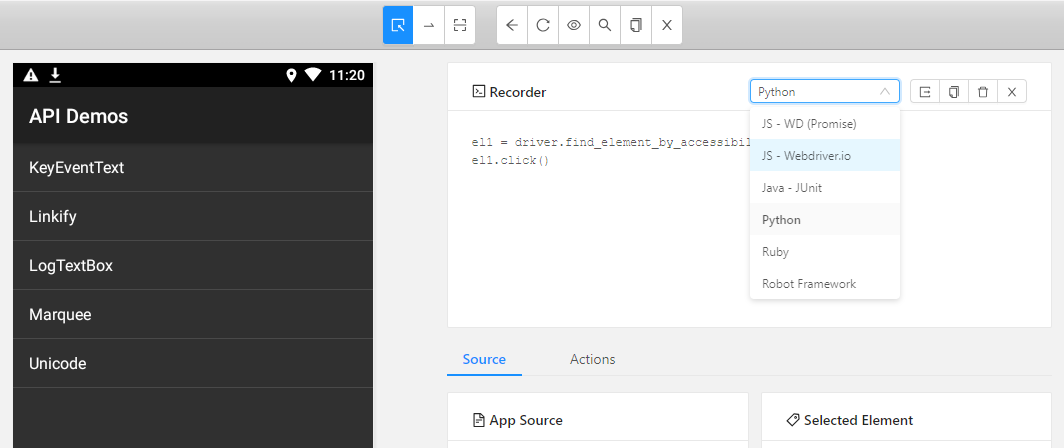 11:20
API Demos
KeyEventText
Linkify
LogTextBox
Marquee
Unicode
Recorder
Python
el1 = driver.find_element_by_accessibil
el1.click()
JS - WD (Promise)
JS - Webdriver.io
Java - JUnit
Python
Ruby
Robot Framework
Source
Actions
App Source
Selected Element